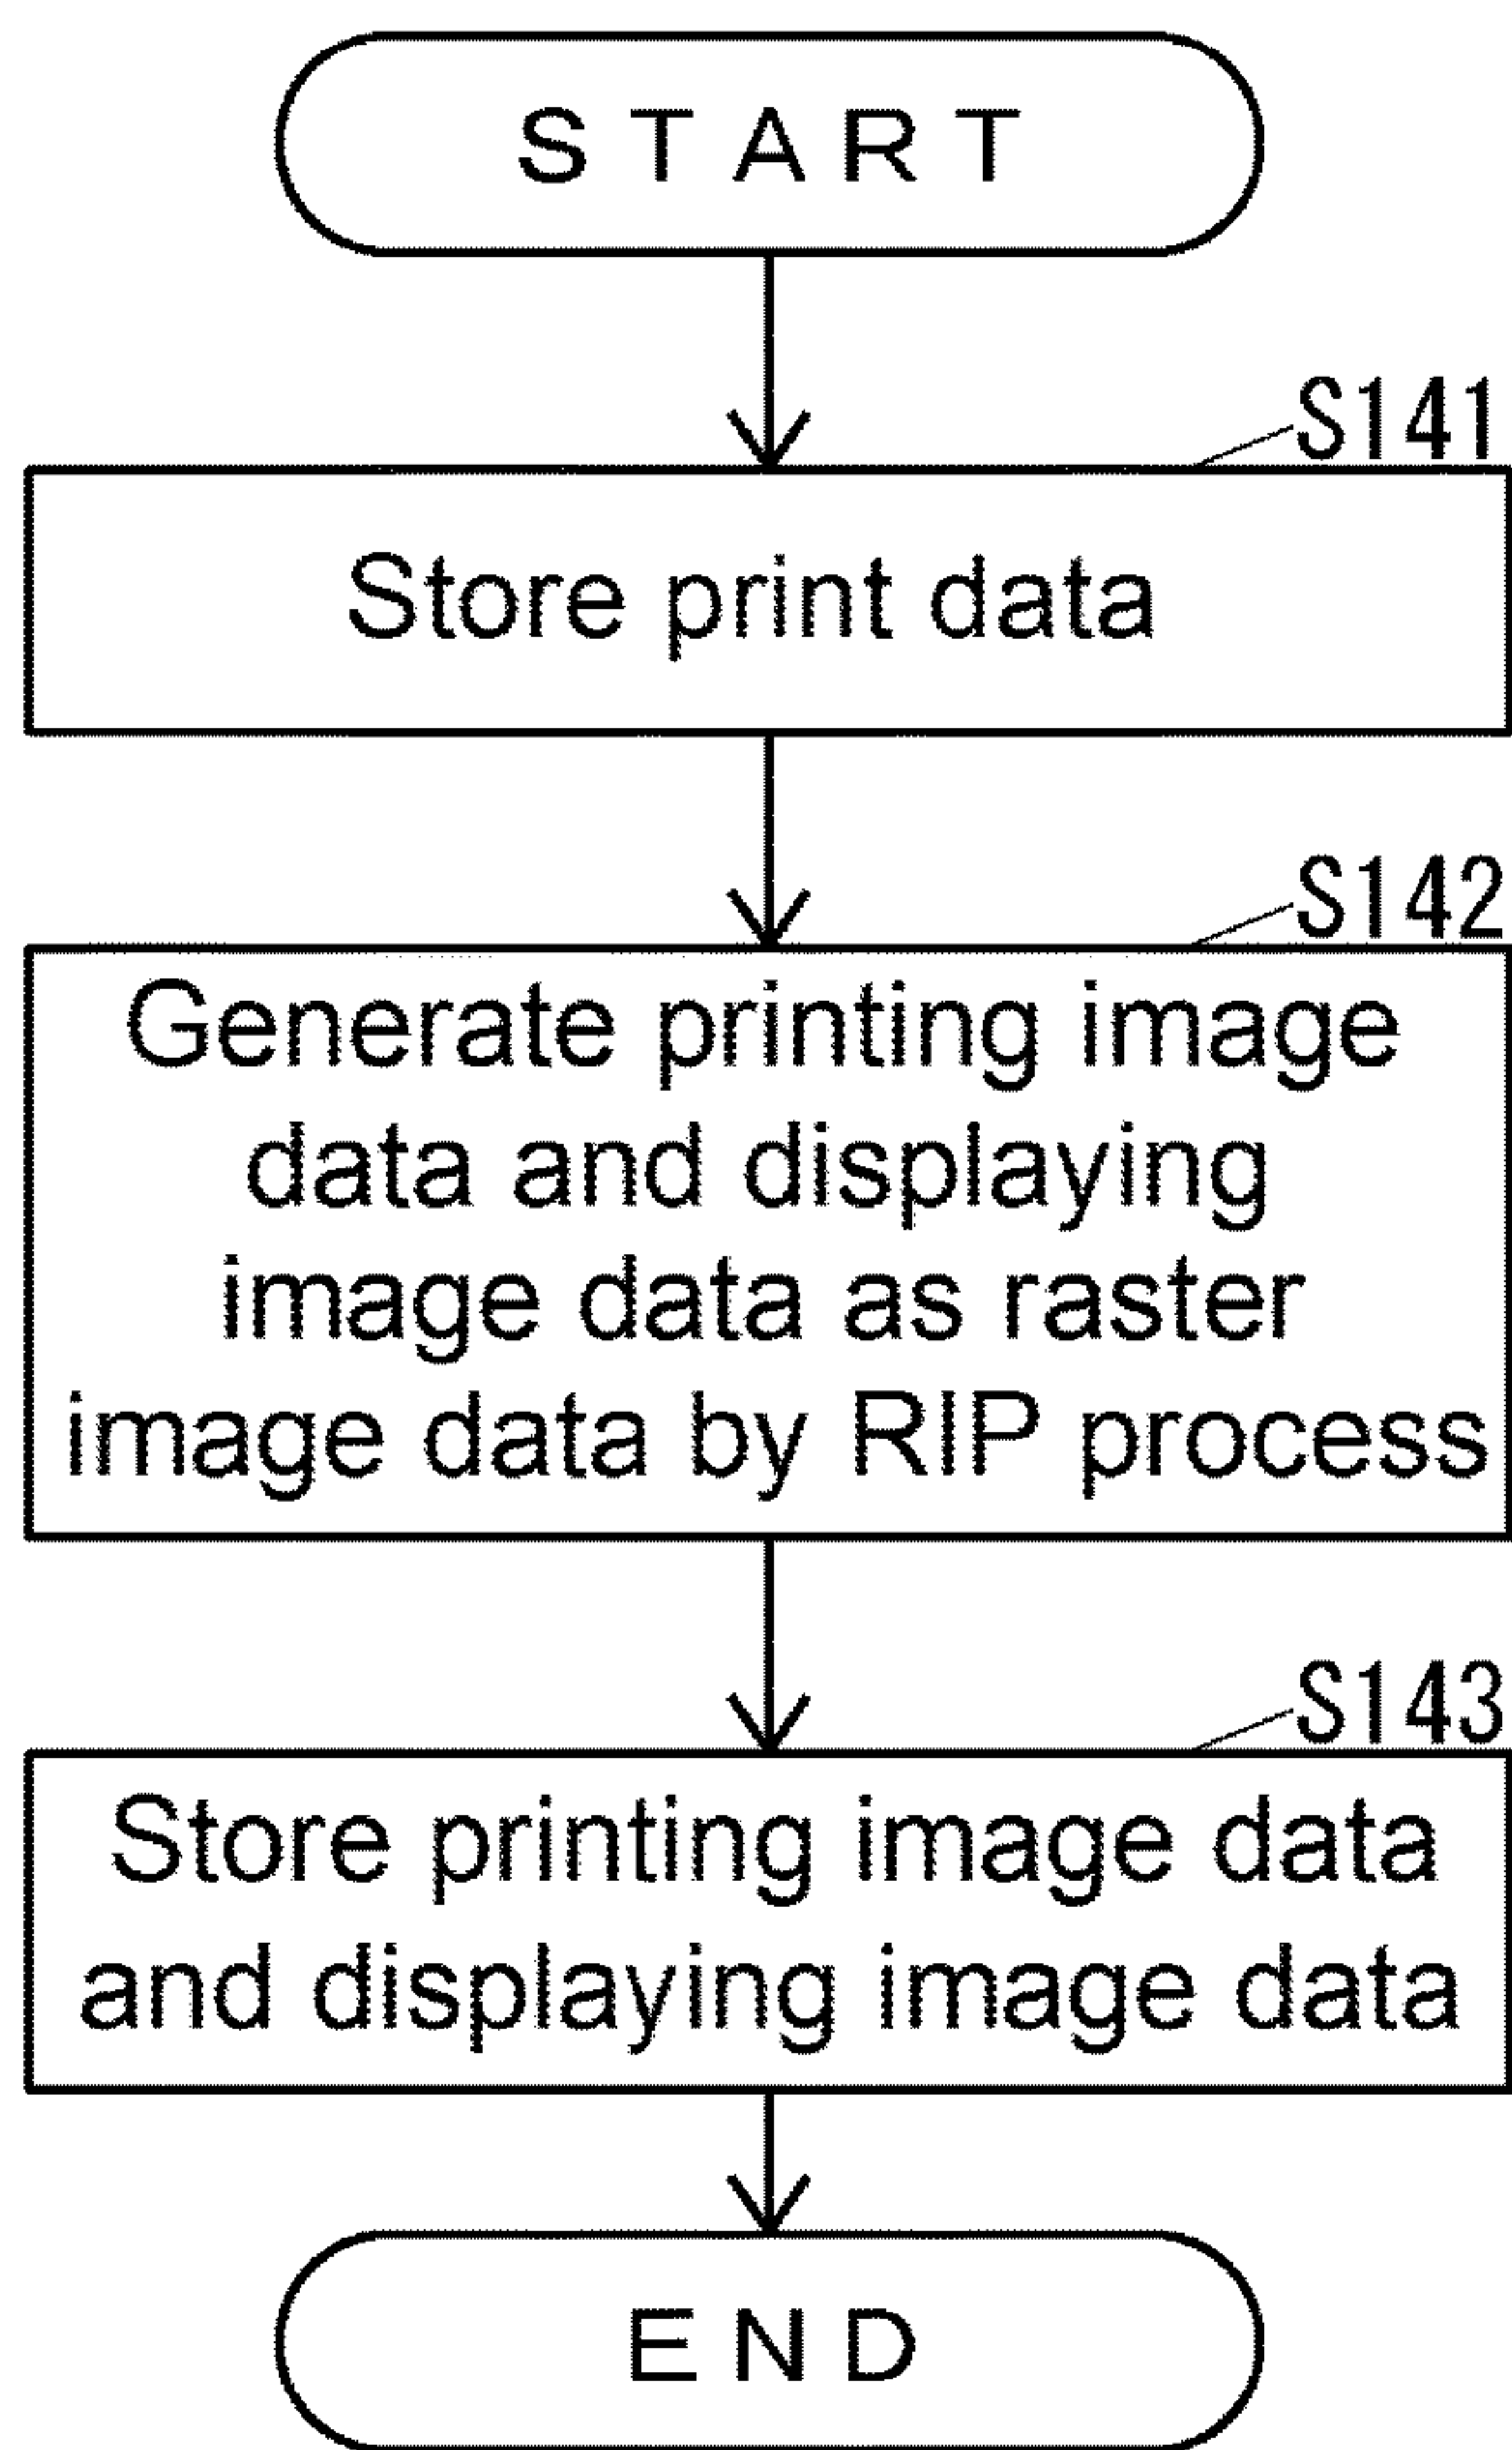 START
S141
Store print data
S142
Generate printing image
data and displaying
image data as raster
image data by RIP process
S143
Store printing image data
and displaying image data
END